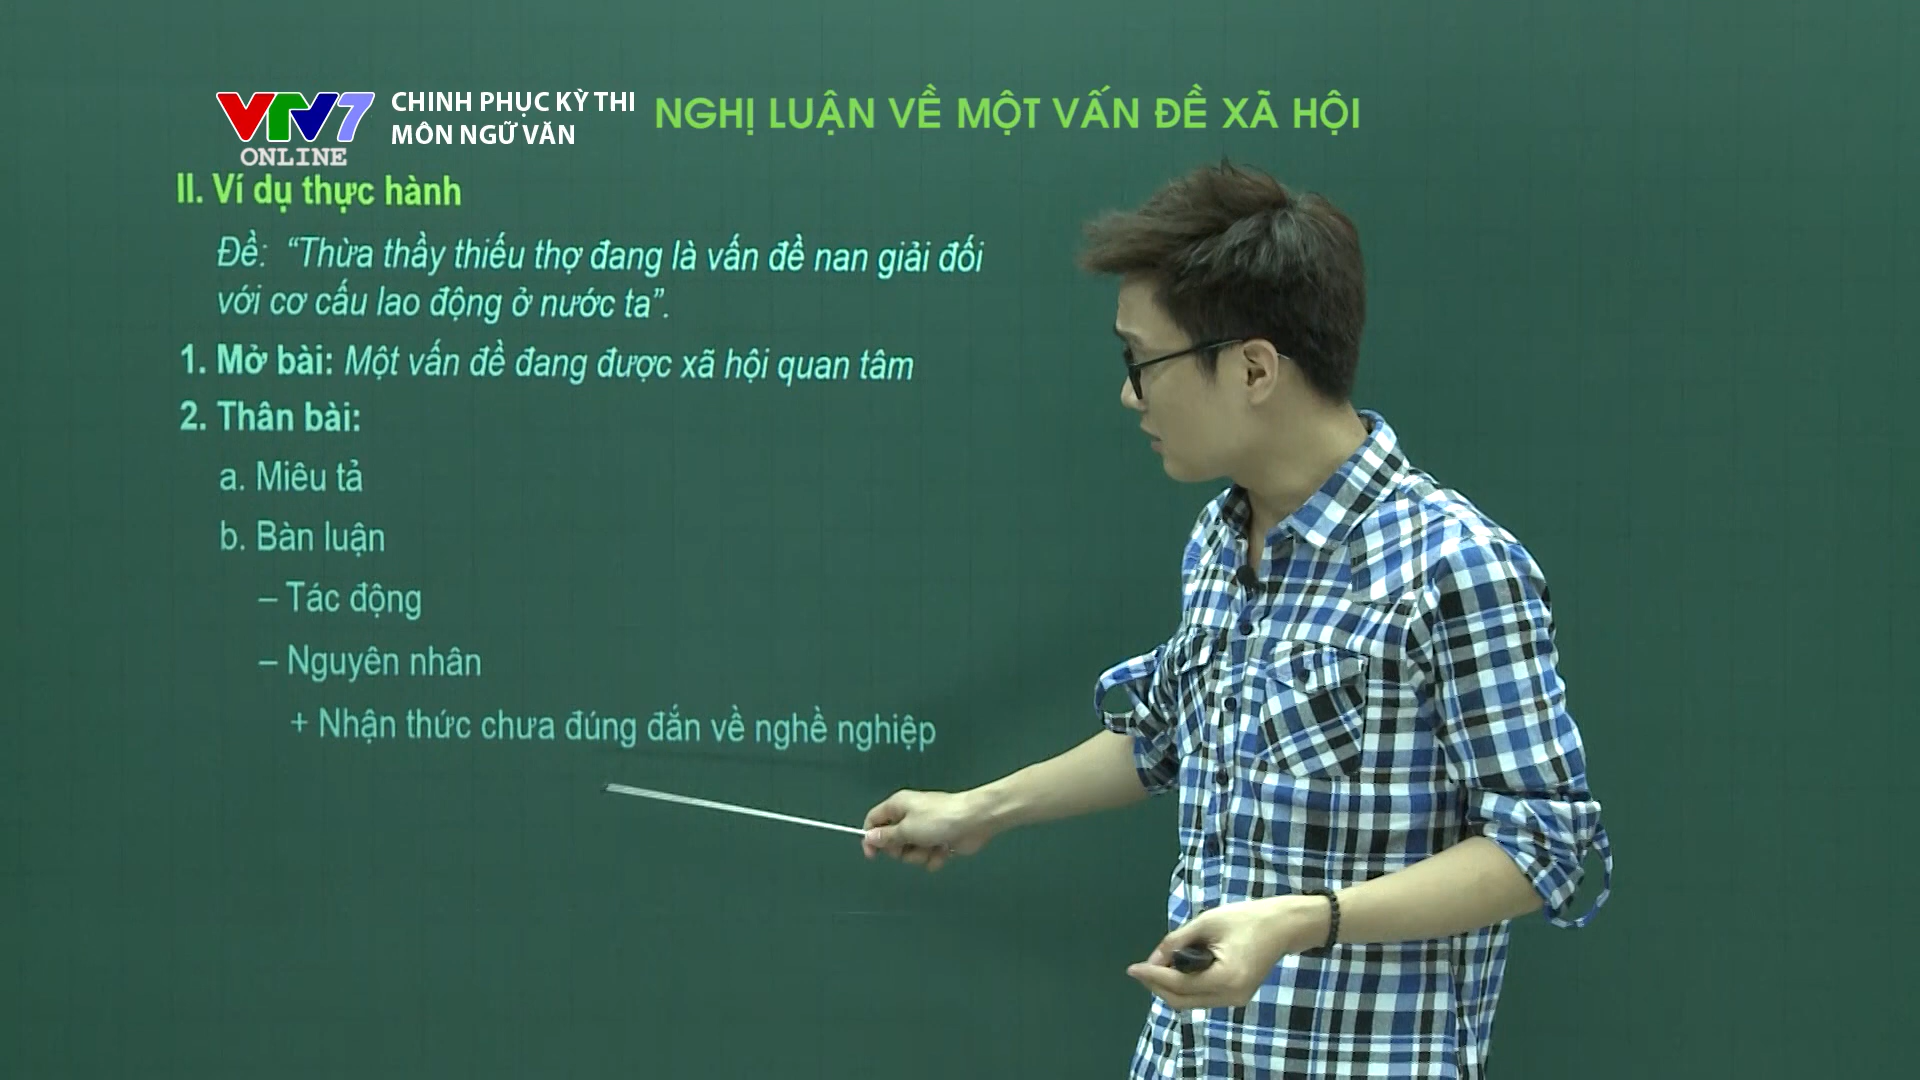 VTV7
ONLINE
CHINH PHỤC KỲ THI
MÔN NGỮ VĂN
NGHỊ LUẬN VỀ MỘT VẤN ĐỀ XÃ HỘI
II. Ví dụ thực hành
Đề: “Thừa thầy thiếu thợ đang là vấn đề nan giải đối
với cơ cấu lao động ở nước ta”.
1. Mở bài: Một vấn đề đang được xã hội quan tâm
2. Thân bài:
a. Miêu tả
b. Bàn luận
– Tác động
– Nguyên nhân
+ Nhận thức chưa đúng đắn về nghề nghiệp